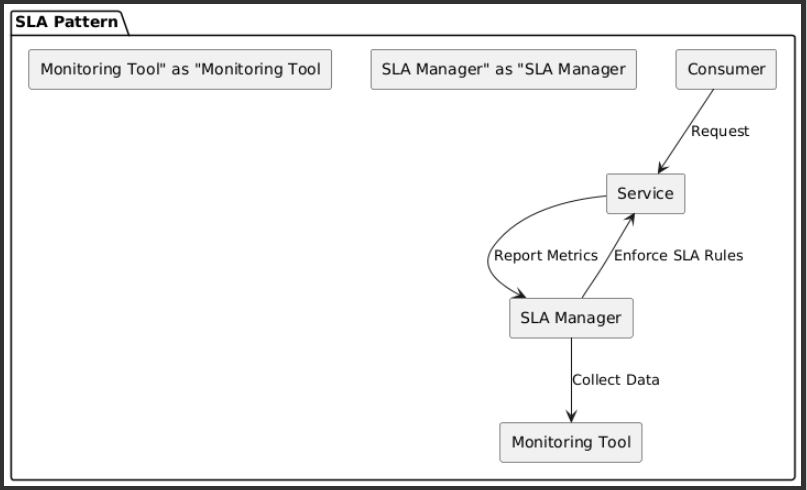 SLA Pattern
Monitoring Tool" as "Monitoring Tool
SLA Manager" as "SLA Manager
Consumer
Request
Service
Report Metrics
Enforce SLA Rules
SLA Manager
Collect Data
Monitoring Tool